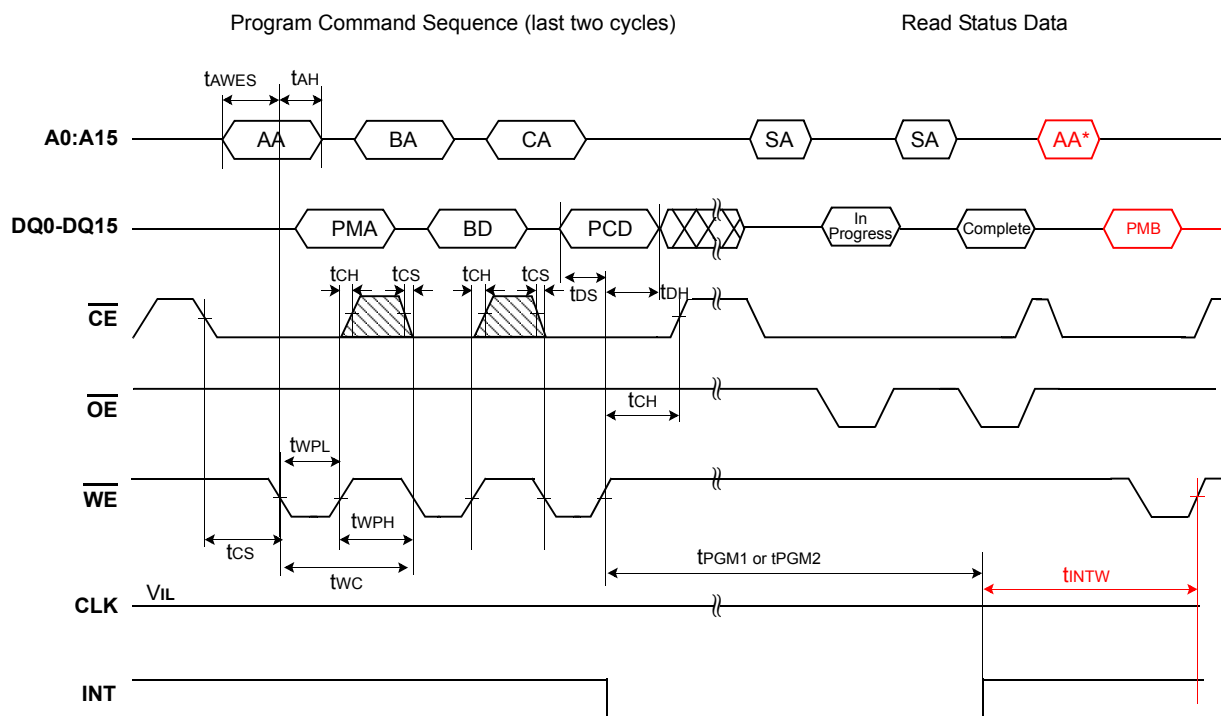 Program Command Sequence (last two cycles) Read Status Data
tAWES tAH
A0:A15 AA BA CA SA SA AA*
DQ0-DQ15 PMA BD PCD In Progress Complete PMB
tCH tCS tCH tCS tDS tDH
CE
OE tCH
tWPL
WE
tWPH
tCS tPGM1 or tPGM2
tWC tINTW
CLK VIL
INT